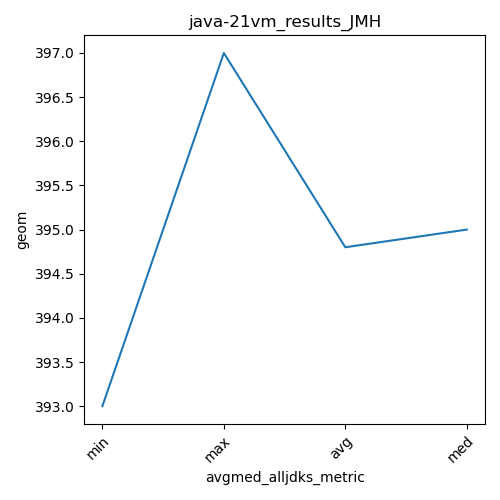 java-21vm_results_JMH
geom
397.0
396.5
396.0
395.5
395.0
394.5
394.0
393.5
393.0
min
max
avg
med
avgmed_alljdks_metric